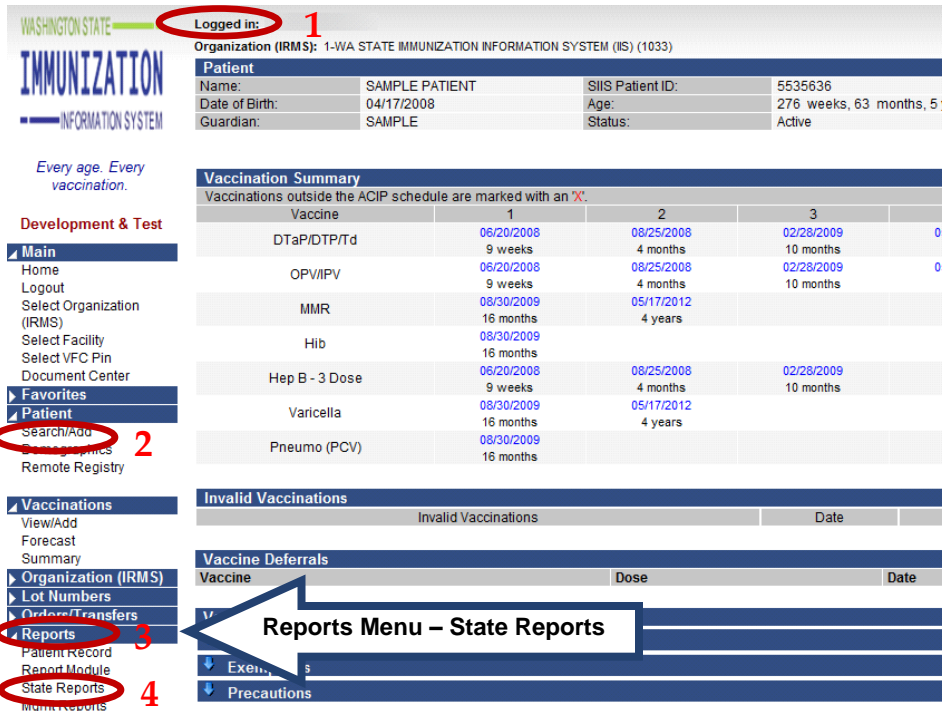 WASHINGTON STATE
IMMUNIZATION
INFORMATION SYSTEM
Every age. Every
vaccination.
Development & Test
Main
Home
Logout
Select Organization
(IRMS)
Select Facility
Select VFC Pin
Document Center
Favorites
Patient
Search/Add
Demographics
Remote Registry
Vaccinations
View/Add
Forecast
Summary
Organization (IRMS)
Lot Numbers
Orders/Transfers
Reports
Patient Record
Report Module
State Reports
Mgmt Reports
1
2
3
4
Logged in:
Organization (IRMS): 1-WA STATE IMMUNIZATION INFORMATION SYSTEM (IIS) (1033)
Patient
Name: SAMPLE PATIENT SIIS Patient ID: 5535636
Date of Birth: 04/17/2008 Age: 276 weeks, 63 months, 5
Guardian: SAMPLE Status: Active
Vaccination Summary
Vaccinations outside the ACIP schedule are marked with an 'X'.
Vaccine 1 2 3
DTaP/DTP/Td 06/20/2008 08/25/2008 02/28/2009 0
9 weeks 4 months 10 months
OPV/IPV 06/20/2008 08/25/2008 02/28/2009 0
9 weeks 4 months 10 months
MMR 08/30/2009 05/17/2012
16 months 4 years
Hib 08/30/2009
16 months
Hep B - 3 Dose 06/20/2008 08/25/2008 02/28/2009
9 weeks 4 months 10 months
Varicella 08/30/2009 05/17/2012
16 months 4 years
Pneumo (PCV) 08/30/2009
16 months
Invalid Vaccinations
Invalid Vaccinations Date
Vaccine Deferrals
Vaccine Dose Date
Reports Menu – State Reports
Precautions